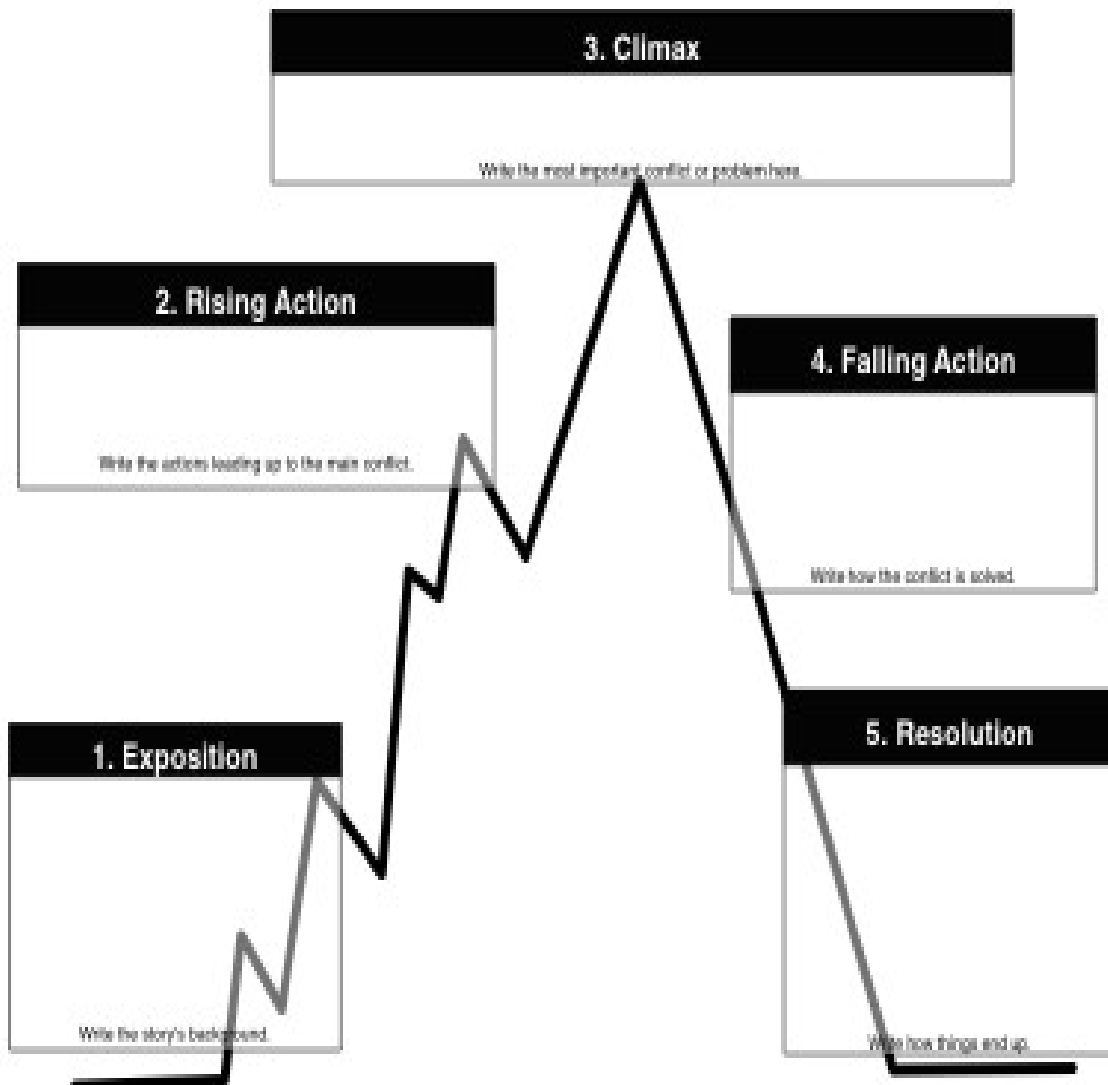 3. Climax
Write the most important conflict or problem here.
2. Rising Action
Write the actions leading up to the main conflict.
4. Falling Action
Write how the conflict is solved.
1. Exposition
Write the story's background.
5. Resolution
Write how things end up.